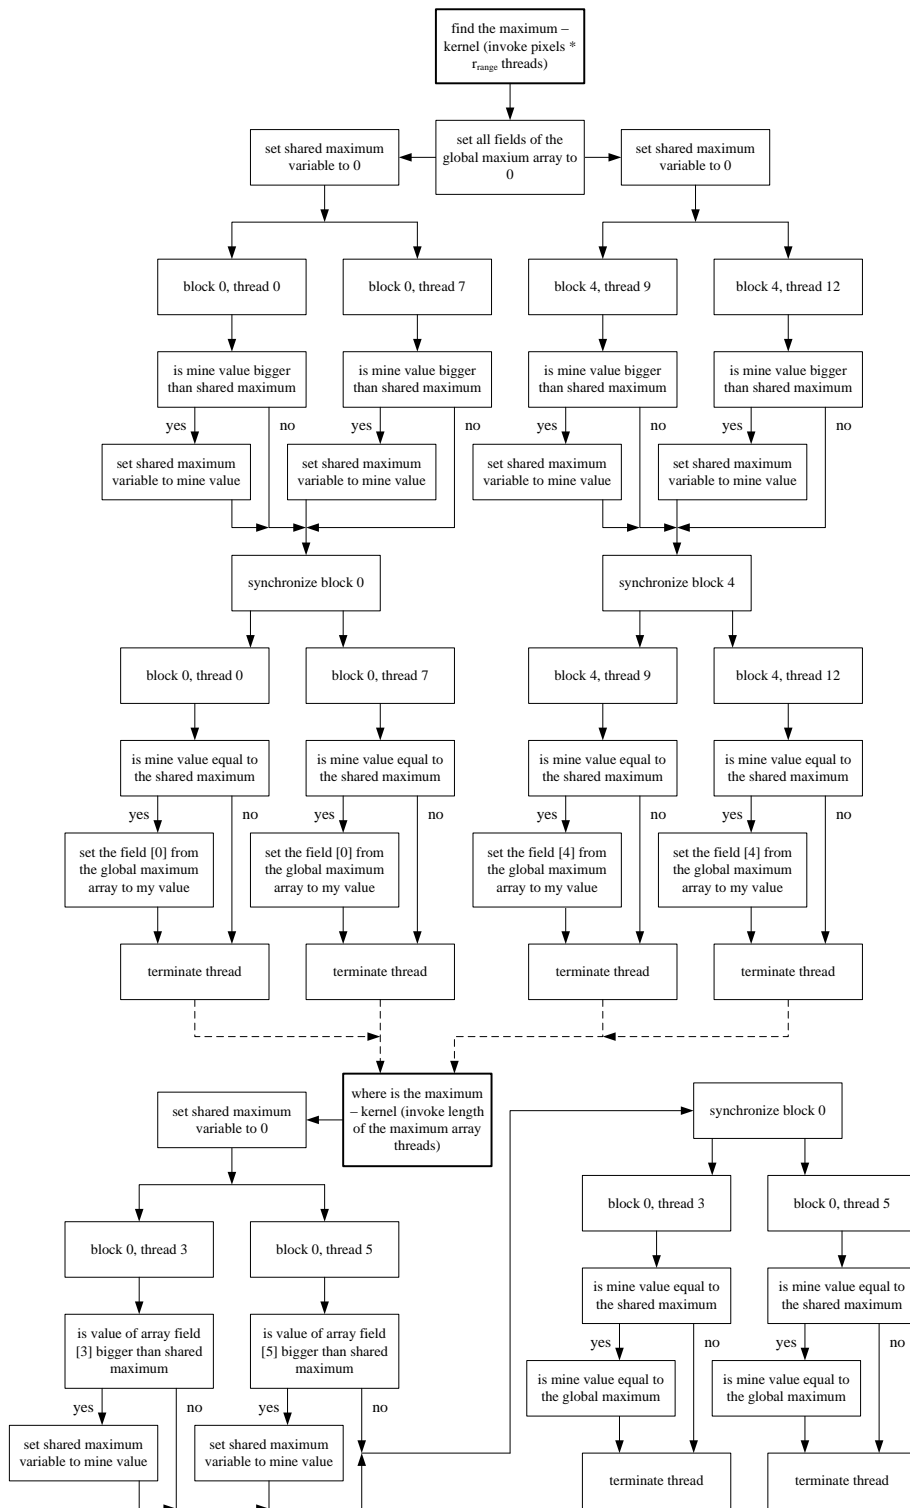 find the maximum –
kernel (invoke pixels *
rrange threads)
set shared maximum
variable to 0
set all fields of the
global maxium array to
0
set shared maximum
variable to 0
block 0, thread 0
block 0, thread 7
block 4, thread 9
block 4, thread 12
is mine value bigger
than shared maximum
is mine value bigger
than shared maximum
is mine value bigger
than shared maximum
is mine value bigger
than shared maximum
yes
no
yes
no
yes
no
yes
no
set shared maximum
variable to mine value
set shared maximum
variable to mine value
set shared maximum
variable to mine value
set shared maximum
variable to mine value
synchronize block 0
synchronize block 4
block 0, thread 0
block 0, thread 7
block 4, thread 9
block 4, thread 12
is mine value equal to
the shared maximum
is mine value equal to
the shared maximum
is mine value equal to
the shared maximum
is mine value equal to
the shared maximum
yes
no
yes
no
yes
no
yes
no
set the field [0] from
the global maximum
array to my value
set the field [0] from
the global maximum
array to my value
set the field [4] from
the global maximum
array to my value
set the field [4] from
the global maximum
array to my value
terminate thread
terminate thread
terminate thread
terminate thread
where is the maximum
– kernel (invoke length
of the maximum array
threads)
set shared maximum
variable to 0
synchronize block 0
block 0, thread 3
block 0, thread 5
block 0, thread 3
block 0, thread 5
is value of array field
[3] bigger than shared
maximum
is value of array field
[5] bigger than shared
maximum
is mine value equal to
the shared maximum
is mine value equal to
the shared maximum
yes
no
yes
no
yes
no
yes
no
set shared maximum
variable to mine value
set shared maximum
variable to mine value
is mine value equal to
the global maximum
is mine value equal to
the global maximum
terminate thread
terminate thread